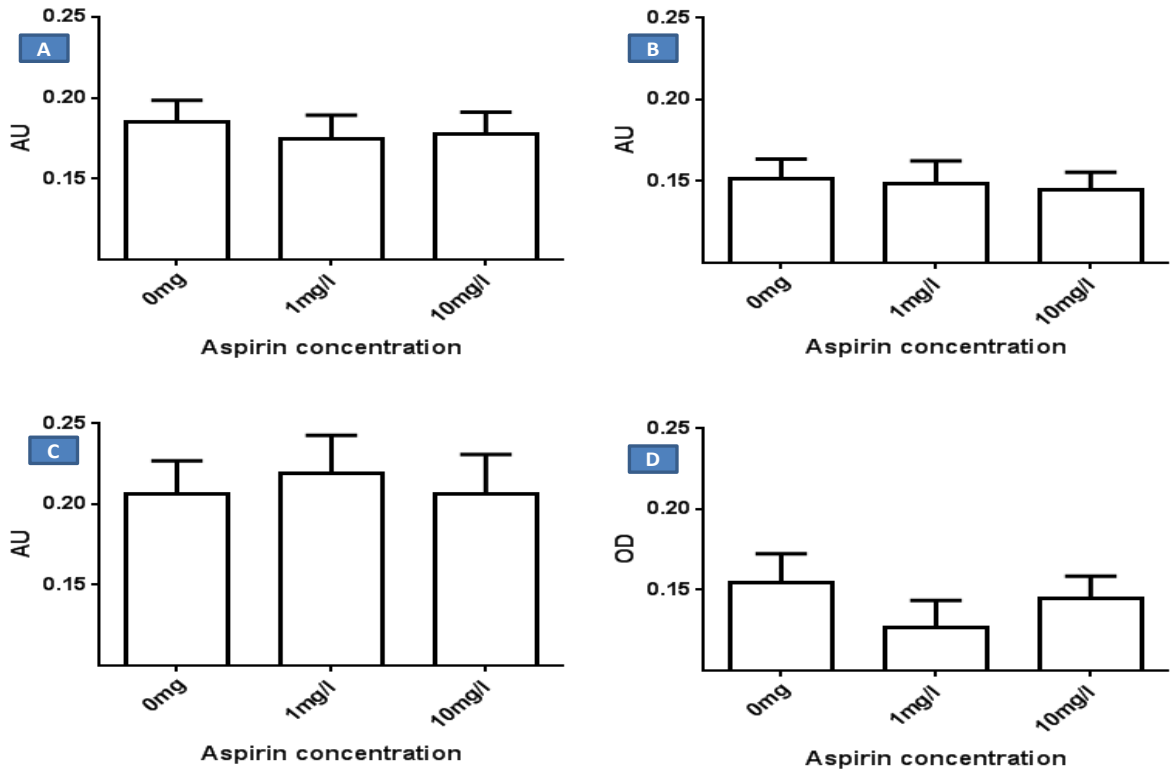 A
0.25
0.20
0.15
AU
0mg
1mg/l
10mg/l
Aspirin concentration
B
0.25
0.20
0.15
AU
0mg
1mg/l
10mg/l
Aspirin concentration
C
0.25
0.20
0.15
AU
0mg
1mg/l
10mg/l
Aspirin concentration
D
0.25
0.20
0.15
OD
0mg
1mg/l
10mg/l
Aspirin concentration